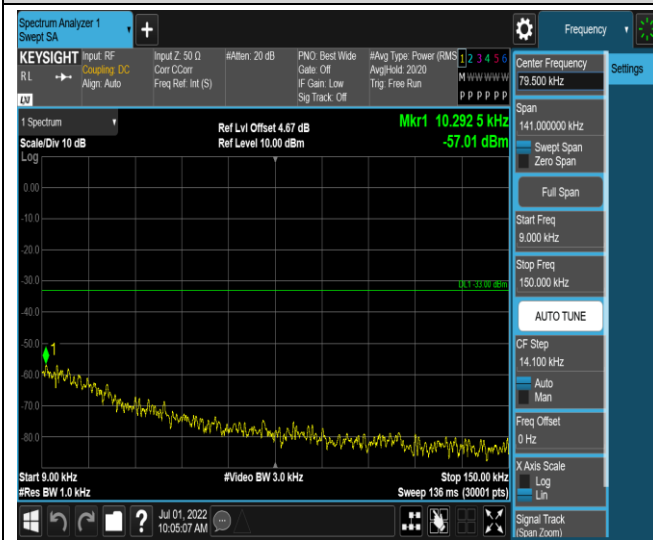 Spectrum Analyzer 1
Swept SA
+
Frequency
KEYSIGHT
RL
LXI
Input: RF
Coupling: DC
Align: Auto
Input Z: 50 Ω
Corr CCorr
Freq Ref: Int (S)
#Atten: 20 dB
PNO: Best Wide
Gate: Off
IF Gain: Low
Sig Track: Off
#Avg Type: Power (RMS
Avg|Hold: 20/20
Trig: Free Run
1 2 3 4 5 6
M W W W W W
P P P P P P
Center Frequency
79.500 kHz
Settings
1 Spectrum
Scale/Div 10 dB
Log
Ref Lvl Offset 4.67 dB
Ref Level 10.00 dBm
Mkr1 10.292 5 kHz
-57.01 dBm
0.00
-10.0
-20.0
-30.0
-40.0
-50.0
-60.0
-70.0
-80.0
DL1 -33.00 dBm
1
Start 9.00 kHz
#Res BW 1.0 kHz
#Video BW 3.0 kHz
Stop 150.00 kHz
Sweep 136 ms (30001 pts)
Span
141.000000 kHz
Swept Span
Zero Span
Full Span
Start Freq
9.000 kHz
Stop Freq
150.000 kHz
AUTO TUNE
CF Step
14.100 kHz
Auto
Man
Freq Offset
0 Hz
X Axis Scale
Log
Lin
Signal Track
(Span Zoom)
?
Jul 01, 2022
10:05:07 AM